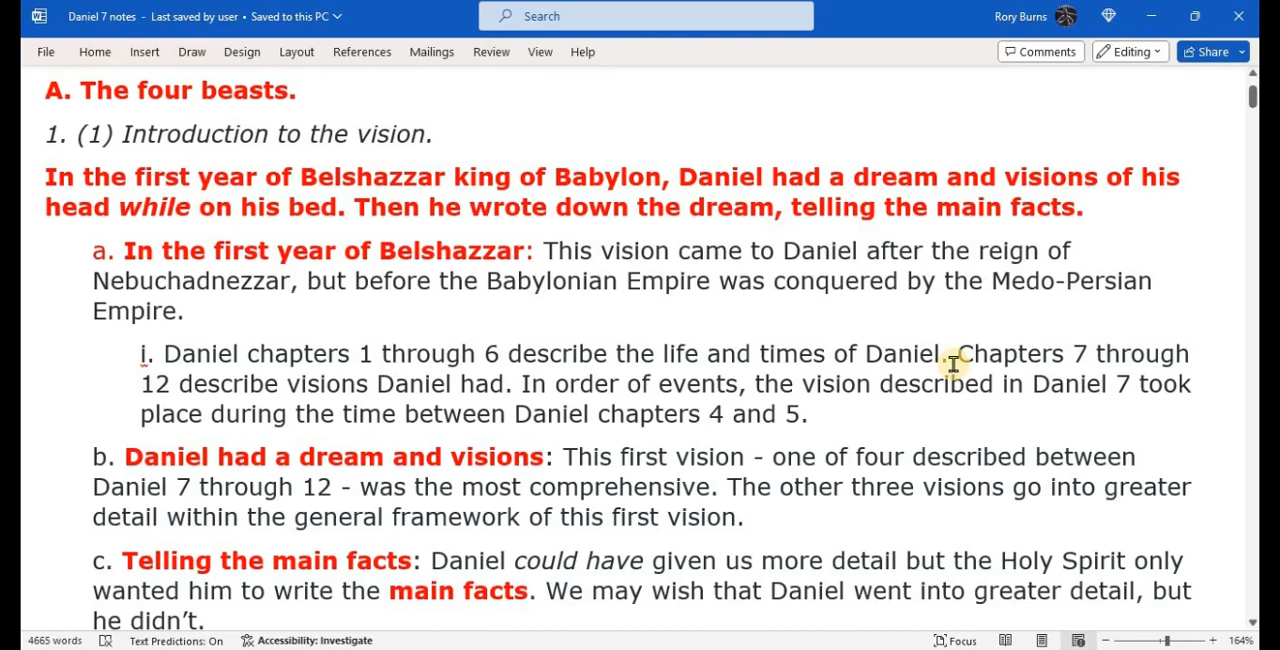 Daniel 7 notes - Last saved by user • Saved to this PC
Search
Rory Burns
File Home Insert Draw Design Layout References Mailings Review View Help
Comments Editing Share
A. The four beasts.
1. (1) Introduction to the vision.
In the first year of Belshazzar king of Babylon, Daniel had a dream and visions of his
head while on his bed. Then he wrote down the dream, telling the main facts.
a. In the first year of Belshazzar: This vision came to Daniel after the reign of
Nebuchadnezzar, but before the Babylonian Empire was conquered by the Medo-Persian
Empire.
i. Daniel chapters 1 through 6 describe the life and times of Daniel. Chapters 7 through
12 describe visions Daniel had. In order of events, the vision described in Daniel 7 took
place during the time between Daniel chapters 4 and 5.
b. Daniel had a dream and visions: This first vision - one of four described between
Daniel 7 through 12 - was the most comprehensive. The other three visions go into greater
detail within the general framework of this first vision.
c. Telling the main facts: Daniel could have given us more detail but the Holy Spirit only
wanted him to write the main facts. We may wish that Daniel went into greater detail, but
he didn't.
4665 words Text Predictions: On Accessibility: Investigate Focus 164%